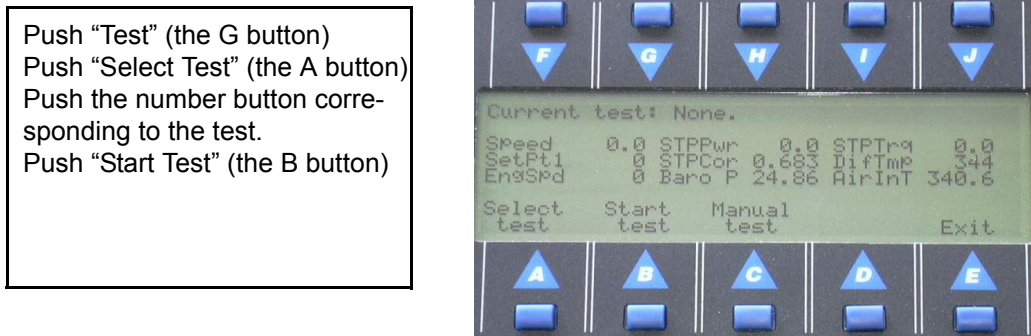 Push “Test” (the G button)
Push “Select Test” (the A button)
Push the number button corre-
sponding to the test.
Push “Start Test” (the B button)
F G H I J
Current test: None.
Speed 0.0 STPPwr 0.0 STPTrq 0.0
SetPt1 0 STPCor 0.683 DifTmp 344
EngSpd 0 Baro P 24.86 AirInT 340.6
Select Start Manual
test test test Exit
A B C D E